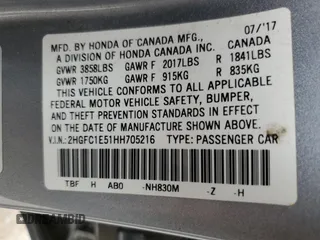 MFD. BY HONDA OF CANADA MFG., 07/'17
A DIVISION OF HONDA CANADA INC. CANADA
GVWR 3858LBS GAWR F 2017LBS R 1841LBS
GVWR 1750KG GAWR F 915KG R 835KG
THIS VEHICLE CONFORMS TO ALL APPLICABLE
FEDERAL MOTOR VEHICLE SAFETY, BUMPER,
AND THEFT PREVENTION STANDARDS IN EFFECT
ON THE DATE OF MANUFACTURE SHOWN ABOVE.
V.I.N.: 2HGFC1E51HH705216 TYPE: PASSENGER CAR
TBF H AB0 -NH830M -Z -H